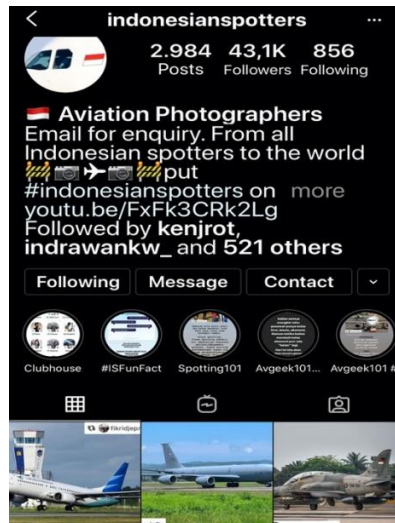 indonesianspotters
2.984 43,1K 856
Posts Followers Following
Aviation Photographers
Email for enquiry. From all
Indonesian spotters to the world
put
#indonesianspotters on more
youtu.be/FxFk3CRk2Lg
Followed by kenjrot,
indrawankw_ and 521 others
Following Message Contact
Clubhouse #ISFunFact Spotting101 Avgeek101... Avgeek101 #